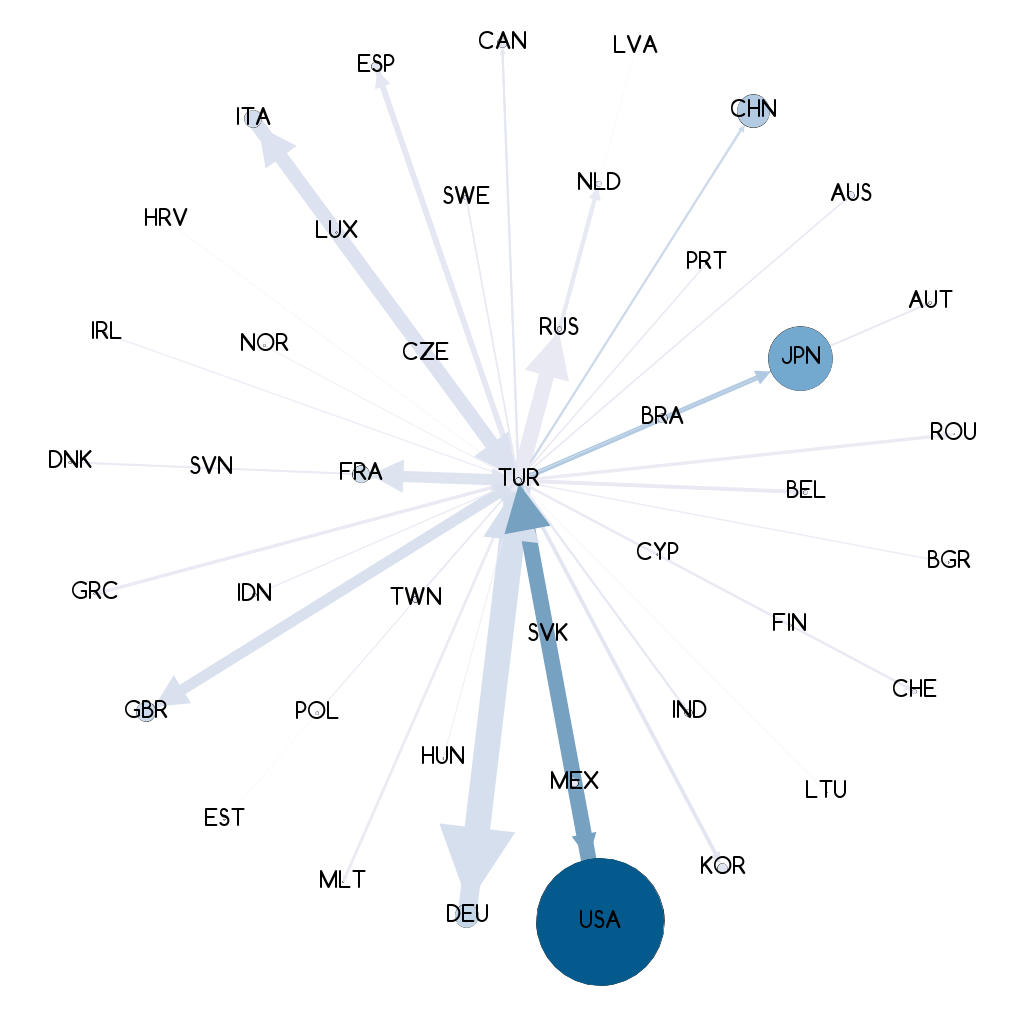 CAN
LVA
ESP
CHN
ITA
NLD
SWE
AUS
HRV
LUX
PRT
AUT
RUS
IRL
NOR
CZE
JPN
BRA
ROU
DNK
SVN
FRA
TUR
BEL
CYP
BGR
GRC
IDN
TWN
FIN
SVK
CHE
GBR
POL
IND
HUN
MEX
LTU
EST
KOR
MLT
DEU
USA